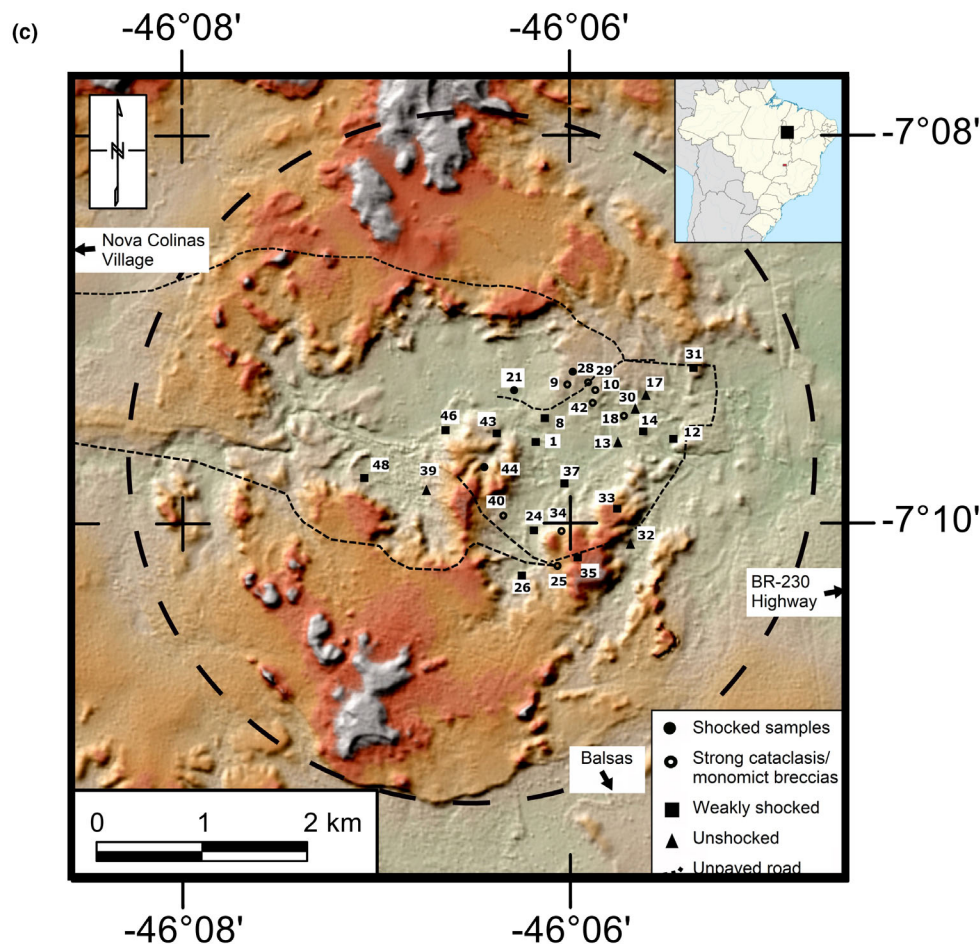 (c)
-46°08' -46°06'
N
-7°08'
Nova Colinas
Village
31
28
29
21
9
10
17
30
42
46
43
8
18
14
12
1
13
48
39
44
37
40
33
24
34
32
-7°10'
26
25
35
BR-230
Highway
Balsas
Shocked samples
Strong cataclasis/
monomict breccias
Weakly shocked
Unshocked
Unpaved road
0 1 2 km
-46°08' -46°06'